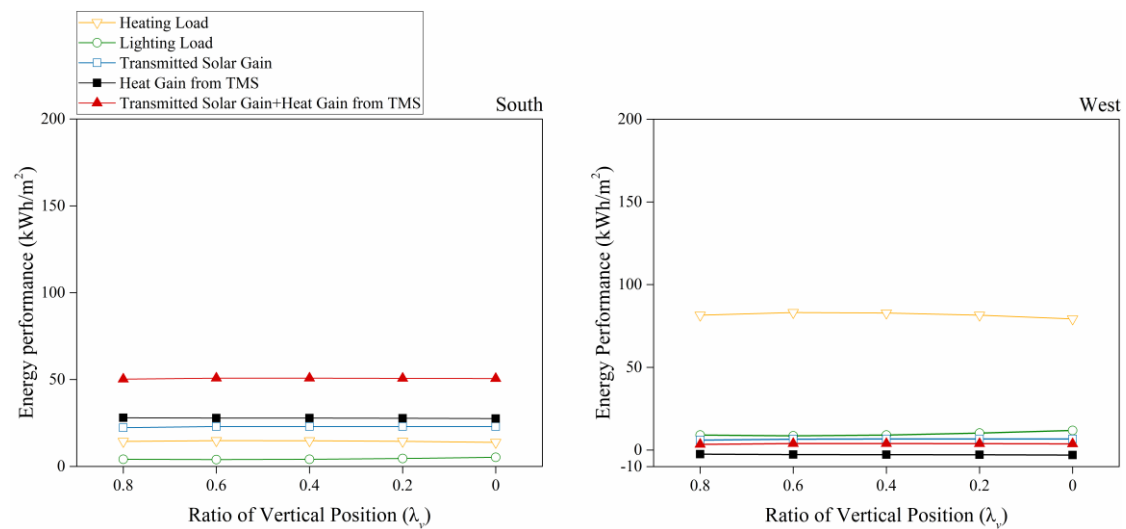 Heating Load
Lighting Load
Transmitted Solar Gain
Heat Gain from TMS
Transmitted Solar Gain+Heat Gain from TMS
South
200
150
100
50
0
Energy performance (kWh/m²)
0.8 0.6 0.4 0.2 0
Ratio of Vertical Position (λᵧ)
West
200
150
100
50
0
-10
Energy Performance (kWh/m²)
0.8 0.6 0.4 0.2 0
Ratio of Vertical Position (λᵧ)